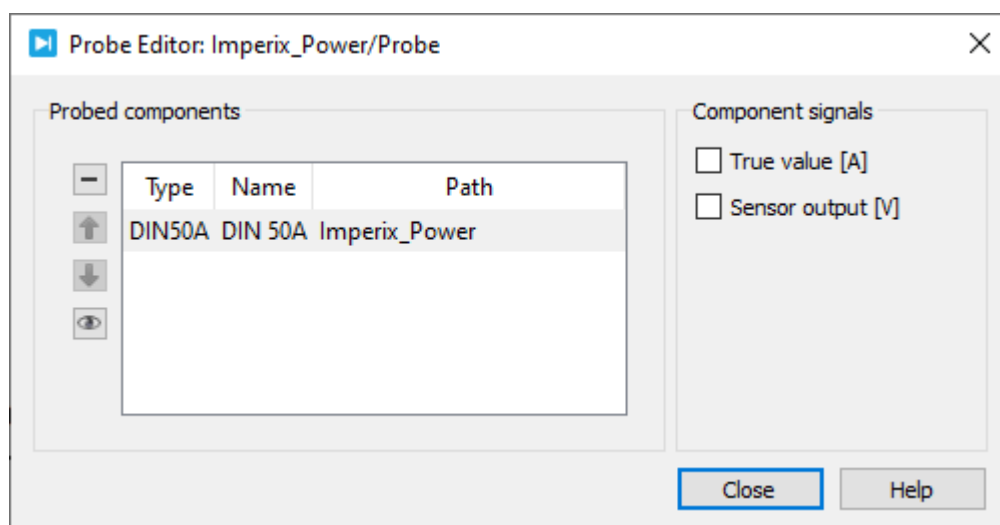 Probe Editor: Imperix_Power/Probe
Probed components
Type Name Path
DIN50A DIN 50A Imperix_Power
Component signals
True value [A]
Sensor output [V]
Close Help